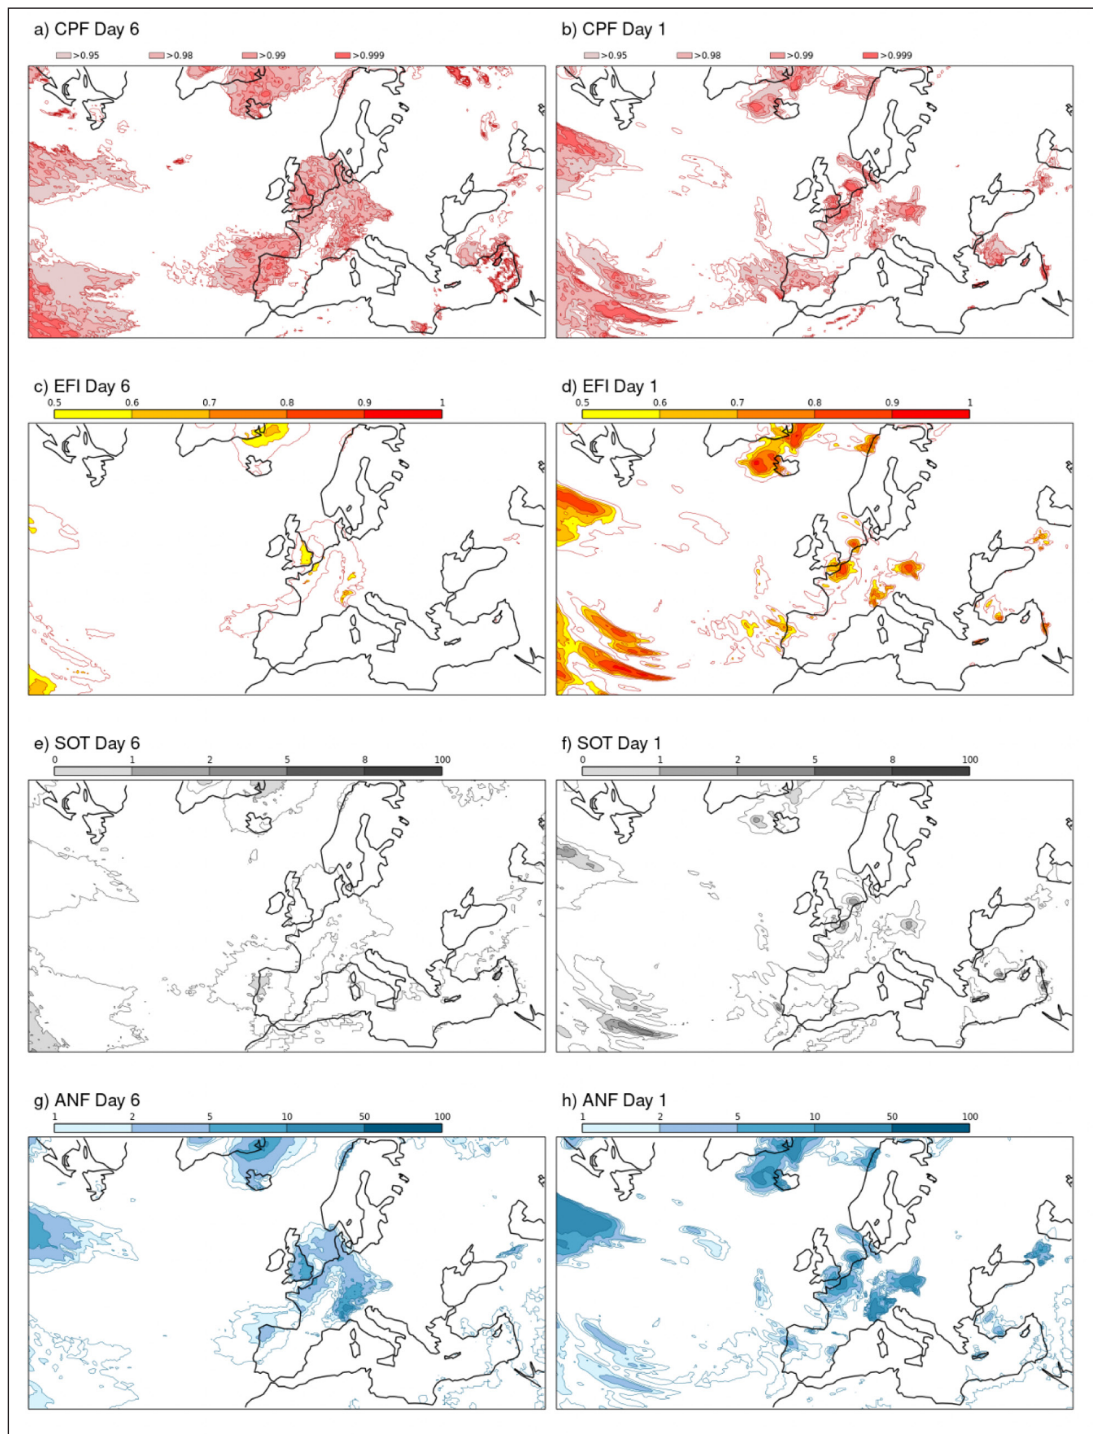 a) CPF Day 6
b) CPF Day 1
>0.95 >0.98 >0.99 >0.999
>0.95 >0.98 >0.99 >0.999
c) EFI Day 6
d) EFI Day 1
0.5 0.6 0.7 0.8 0.9 1
0.5 0.6 0.7 0.8 0.9 1
e) SOT Day 6
f) SOT Day 1
0 1 2 5 8 100
0 1 2 5 8 100
g) ANF Day 6
h) ANF Day 1
1 2 5 10 50 100
1 2 5 10 50 100